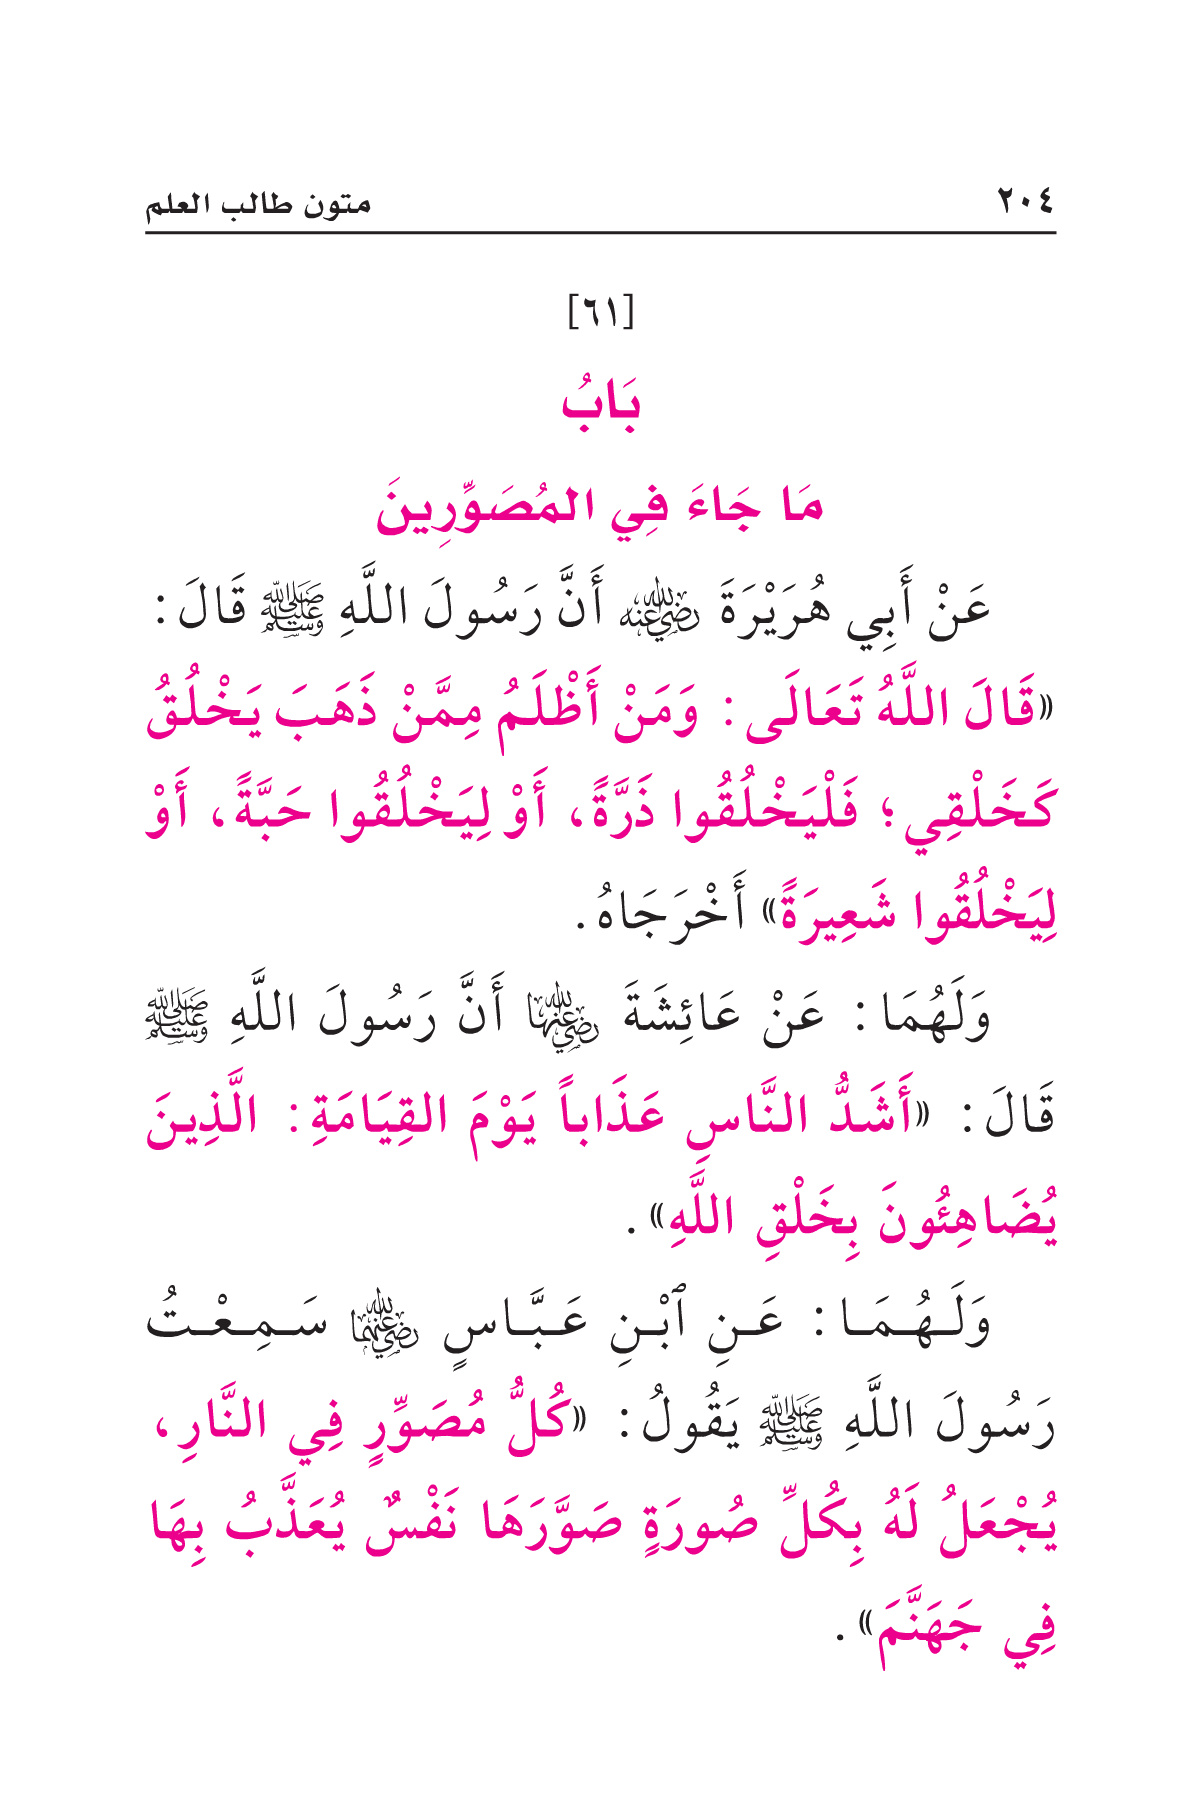 ٢٠٤ متون طالب العلم
[٦١]
بَابُ
مَا جَاءَ فِي المُصَوِّرِينَ
عَنْ أَبِي هُرَيْرَةَ رضي الله عنه أَنَّ رَسُولَ اللَّهِ ﷺ قَالَ:
«قَالَ اللَّهُ تَعَالَى: وَمَنْ أَظْلَمُ مِمَّنْ ذَهَبَ يَخْلُقُ
كَخَلْقِي؛ فَلْيَخْلُقُوا ذَرَّةً، أَوْ لِيَخْلُقُوا حَبَّةً، أَوْ
لِيَخْلُقُوا شَعِيرَةً» أَخْرَجَاهُ.
وَلَهُمَا: عَنْ عَائِشَةَ رضي الله عنها أَنَّ رَسُولَ اللَّهِ ﷺ
قَالَ: «أَشَدُّ النَّاسِ عَذَاباً يَوْمَ القِيَامَةِ: الَّذِينَ
يُضَاهِئُونَ بِخَلْقِ اللَّهِ».
وَلَهُمَا: عَنِ ٱبْنِ عَبَّاسٍ رضي الله عنهما سَمِعْتُ
رَسُولَ اللَّهِ ﷺ يَقُولُ: «كُلُّ مُصَوِّرٍ فِي النَّارِ،
يُجْعَلُ لَهُ بِكُلِّ صُورَةٍ صَوَّرَهَا نَفْسٌ يُعَذَّبُ بِهَا
فِي جَهَنَّمَ».